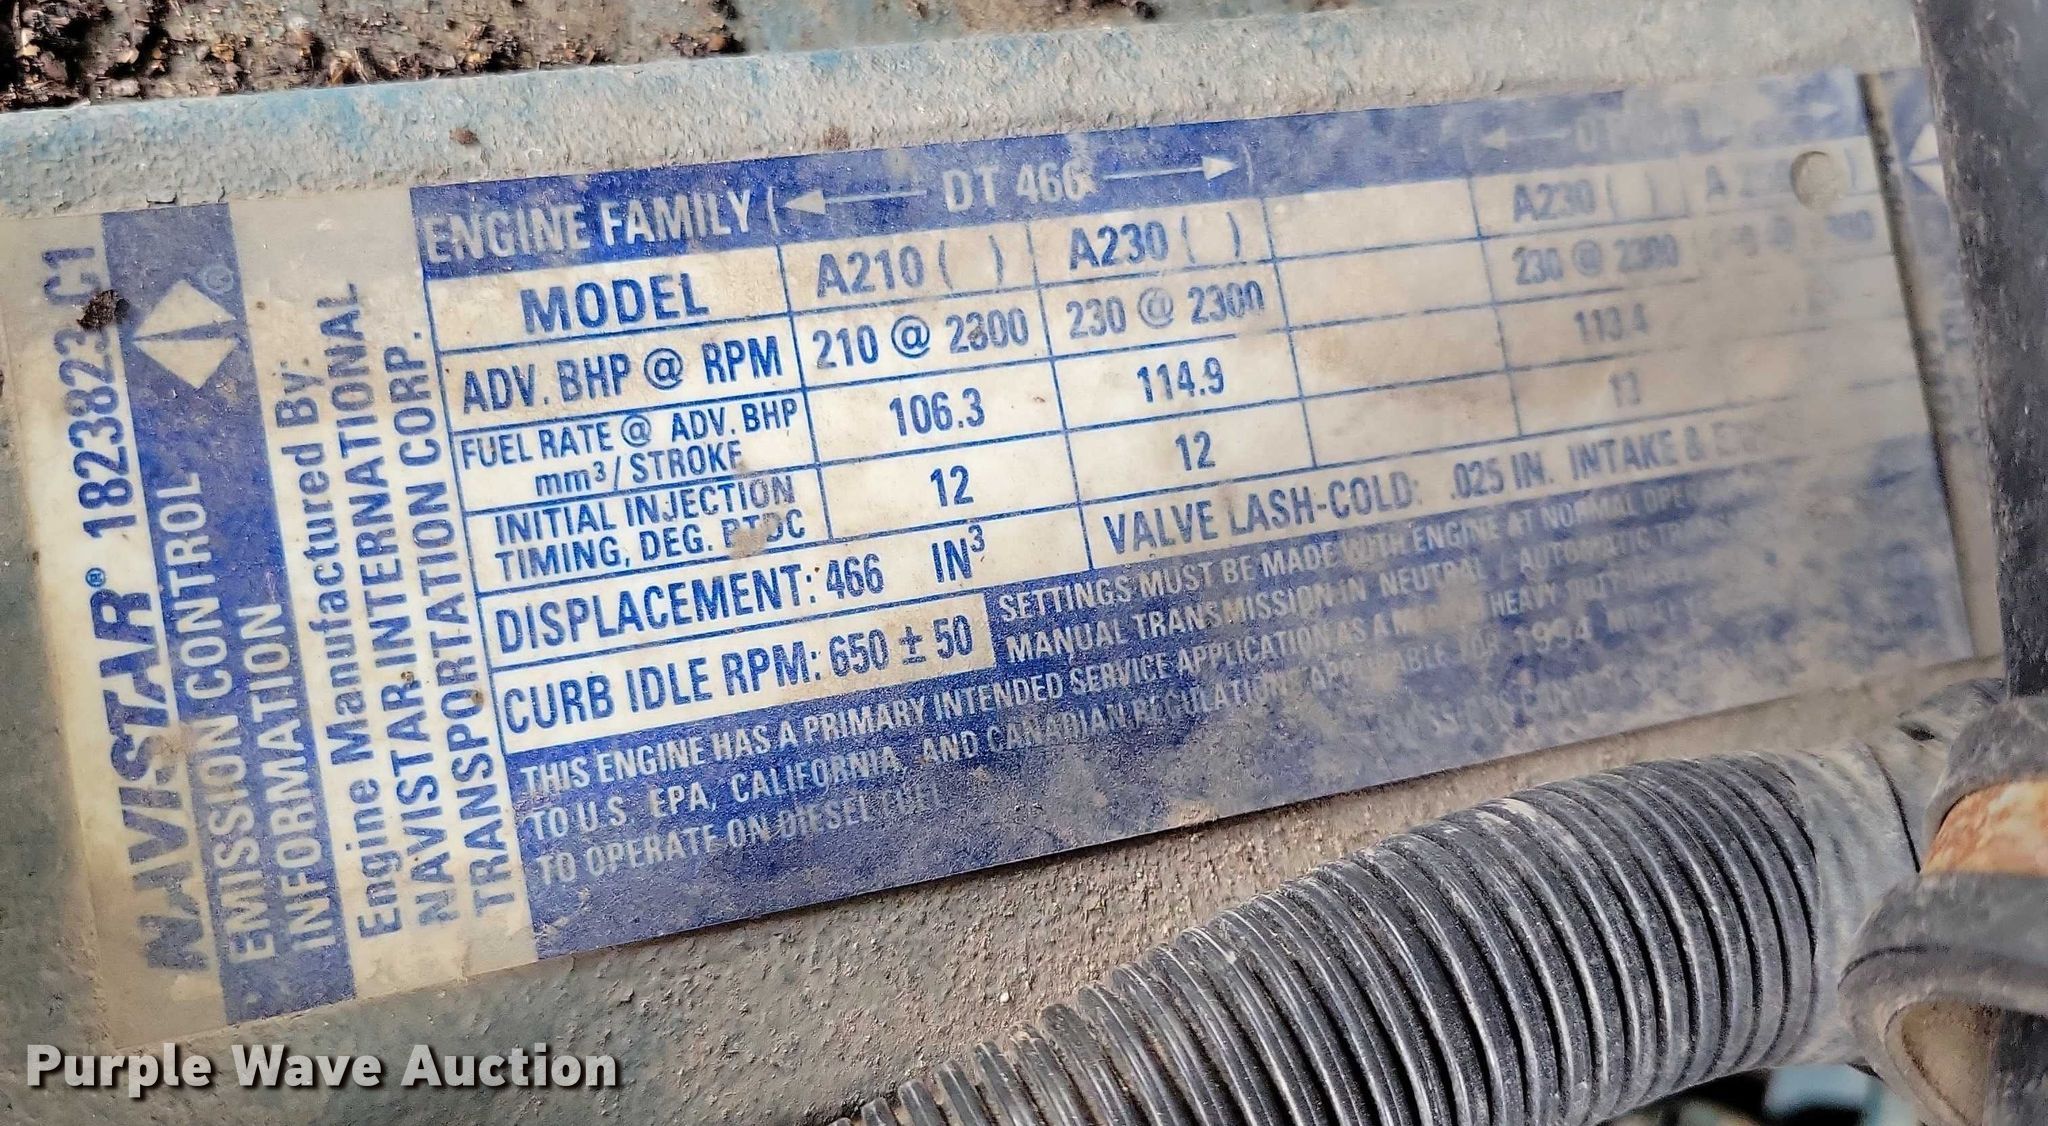 NAVISTAR® 1823823 C1
EMISSION CONTROL
INFORMATION
Engine Manufactured By:
NAVISTAR INTERNATIONAL
TRANSPORTATION CORP.
ENGINE FAMILY DT 466
MODEL A210 ( ) A230 ( ) A230 ( )
ADV. BHP @ RPM 210 @ 2300 230 @ 2300 230 @ 2300
FUEL RATE @ ADV. BHP
mm³/STROKE 106.3 114.9 113.4
INITIAL INJECTION
TIMING, DEG. BTDC 12 12 13
DISPLACEMENT: 466 IN³ VALVE LASH-COLD: .025 IN. INTAKE &
CURB IDLE RPM: 650 ± 50
SETTINGS MUST BE MADE WITH ENGINE AT NORMAL
MANUAL TRANSMISSION IN NEUTRAL / AUTOMATIC
THIS ENGINE HAS A PRIMARY INTENDED SERVICE APPLICATION AS A HEAVY
TO U.S. EPA, CALIFORNIA, AND CANADIAN REGULATIONS APPLICABLE FOR 1994
TO OPERATE ON DIESEL FUEL
Purple Wave Auction